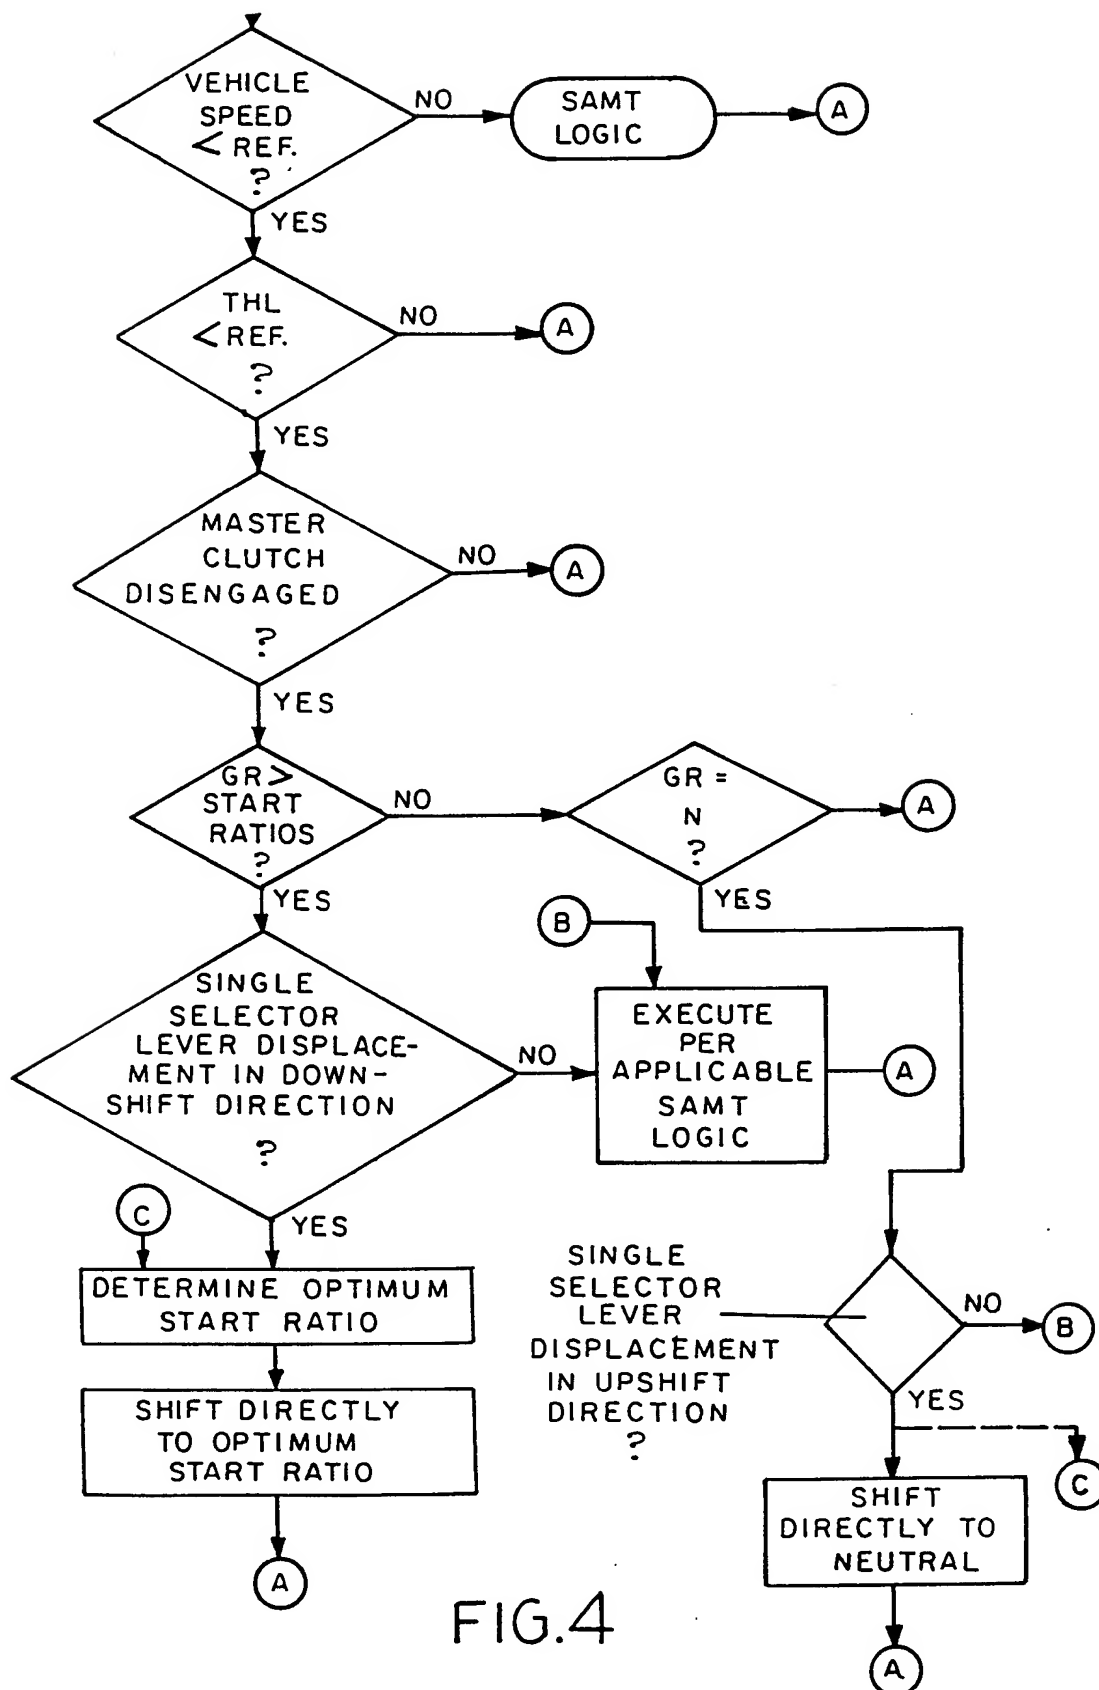 VEHICLE
SPEED
< REF.
?
NO
SAMT
LOGIC
A
YES
THL
< REF.
?
NO
A
YES
MASTER
CLUTCH
DISENGAGED
?
NO
A
YES
GR >
START
RATIOS
?
NO
GR =
N
?
A
YES
YES
B
SINGLE
SELECTOR
LEVER DISPLACE-
MENT IN DOWN-
SHIFT DIRECTION
?
NO
EXECUTE
PER
APPLICABLE
SAMT
LOGIC
A
YES
C
DETERMINE OPTIMUM
START RATIO
SHIFT DIRECTLY
TO OPTIMUM
START RATIO
A
SINGLE
SELECTOR
LEVER
DISPLACEMENT
IN UPSHIFT
DIRECTION
?
NO
B
YES
C
SHIFT
DIRECTLY TO
NEUTRAL
A
FIG.4